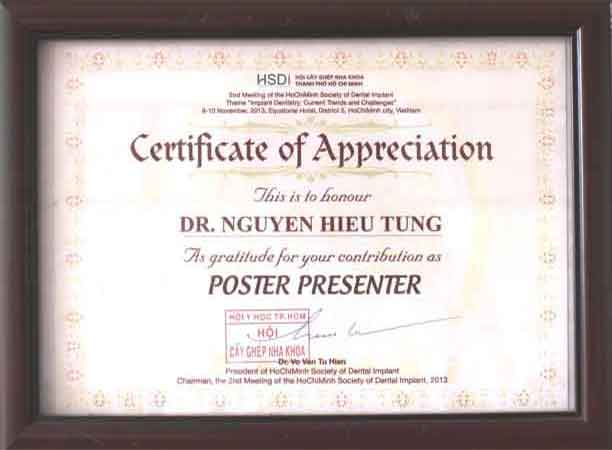 HSDI HỘI CẤY GHÉP NHA KHOA
THÀNH PHỐ HỒ CHÍ MINH
2nd Meeting of the HoChiMinh Society of Dental Implant
Theme "Implant Dentistry: Current Trends and Challenges"
8-10 November, 2013, Equatorial Hotel, District 5, HoChiMinh city, Vietnam
Certificate of Appreciation
This is to honour
DR. NGUYEN HIEU TUNG
As gratitude for your contribution as
POSTER PRESENTER
HỘI Y HỌC TP.HCM
HỘI
CẤY GHÉP NHA KHOA
Dr. Vo Van Tu Hien
President of HoChiMinh Society of Dental Implant
Chairman, the 2nd Meeting of the HoChiMinh Society of Dental Implant, 2013